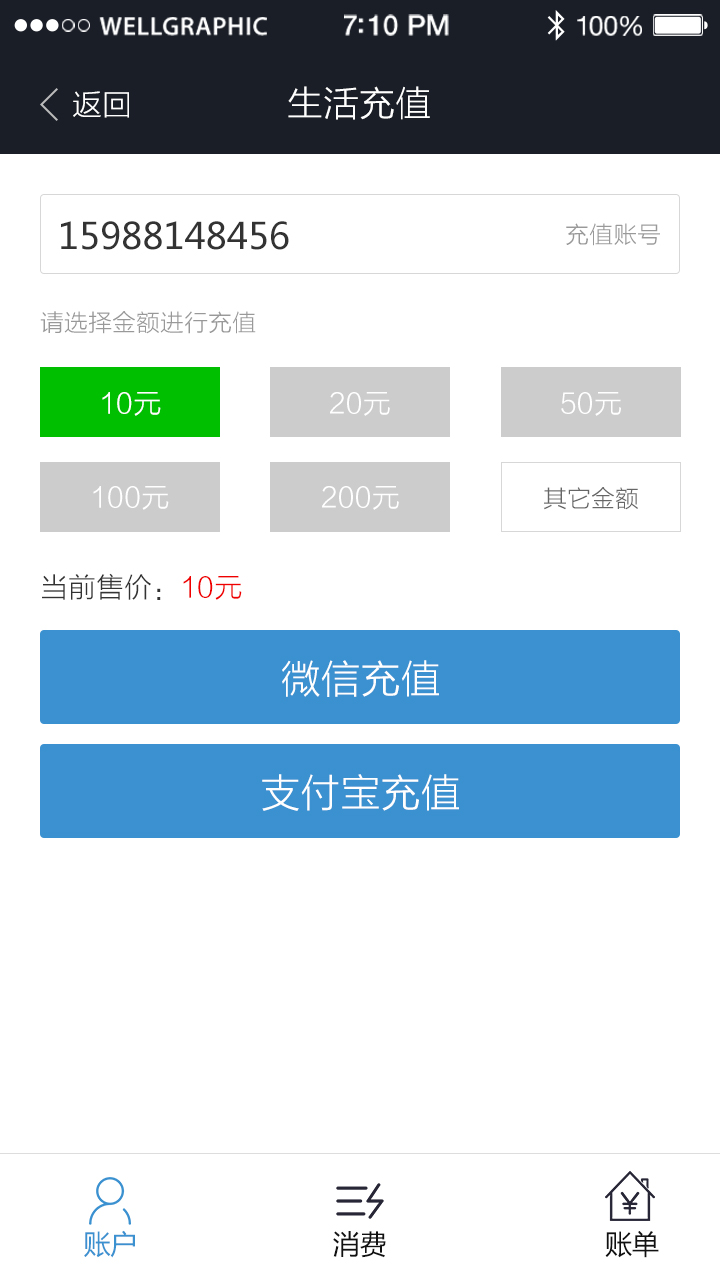 WELLGRAPHIC 7:10 PM 100%
返回 生活充值
15988148456 充值账号
请选择金额进行充值
10元 20元 50元
100元 200元 其它金额
当前售价：10元
微信充值
支付宝充值
账户 消费 账单